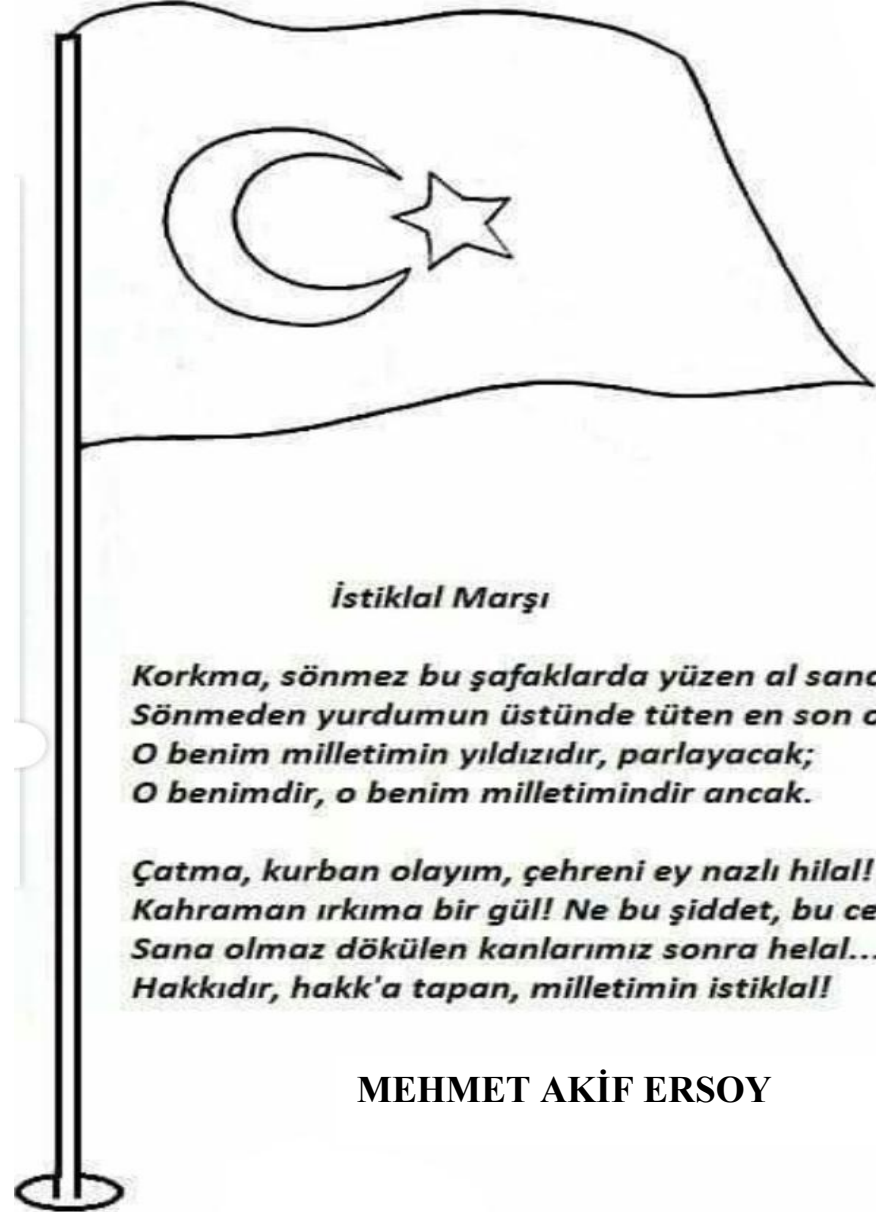 İstiklal Marşı
Korkma, sönmez bu şafaklarda yüzen al
Sönmeden yurdumun üstünde tüten en son
O benim milletimin yıldızıdır, parlayacak;
O benimdir, o benim milletimindir ancak.
Çatma, kurban olayım, çehreni ey nazlı hilal!
Kahraman ırkıma bir gül! Ne bu şiddet, bu
Sana olmaz dökülen kanlarımız sonra helal...
Hakkıdır, hakk'a tapan, milletimin istiklal!
MEHMET AKİF ERSOY